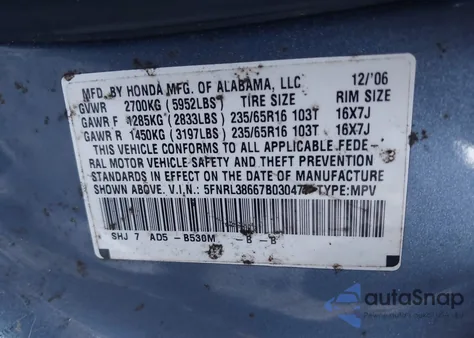 MFD. BY HONDA MFG. OF ALABAMA, LLC 12/'06
GVWR 2700KG (5952LBS) TIRE SIZE RIM SIZE
GAWR F 1285KG (2833LBS) 235/65R16 103T 16X7J
GAWR R 1450KG (3197LBS) 235/65R16 103T 16X7J
THIS VEHICLE CONFORMS TO ALL APPLICABLE FEDE-
RAL MOTOR VEHICLE SAFETY AND THEFT PREVENTION
STANDARDS IN EFFECT ON THE DATE OF MANUFACTURE
SHOWN ABOVE. V.I.N.: TYPE:MPV
SHJ 7 AD5 -B530M -B -B
autoSnap